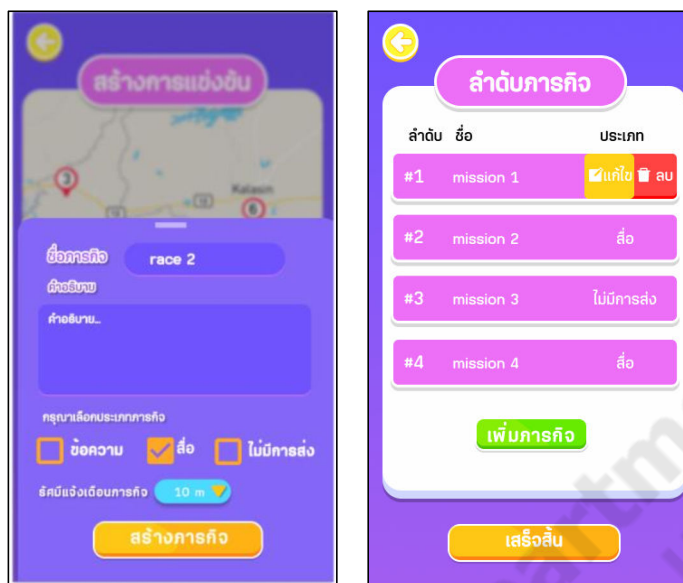 สร้างการแข่งขัน
3
Kalasin
6
ชื่อภารกิจ race 2
คำอธิบาย
คำอธิบาย...
กรุณาเลือกประเภทภารกิจ
ข้อความ สื่อ ไม่มีการส่ง
รัศมีแจ้งเตือนภารกิจ 10 m
สร้างภารกิจ
ลำดับภารกิจ
ลำดับ ชื่อ ประเภท
#1 mission 1 แก้ไข ลบ
#2 mission 2 สื่อ
#3 mission 3 ไม่มีการส่ง
#4 mission 4 สื่อ
เพิ่มภารกิจ
เสร็จสิ้น